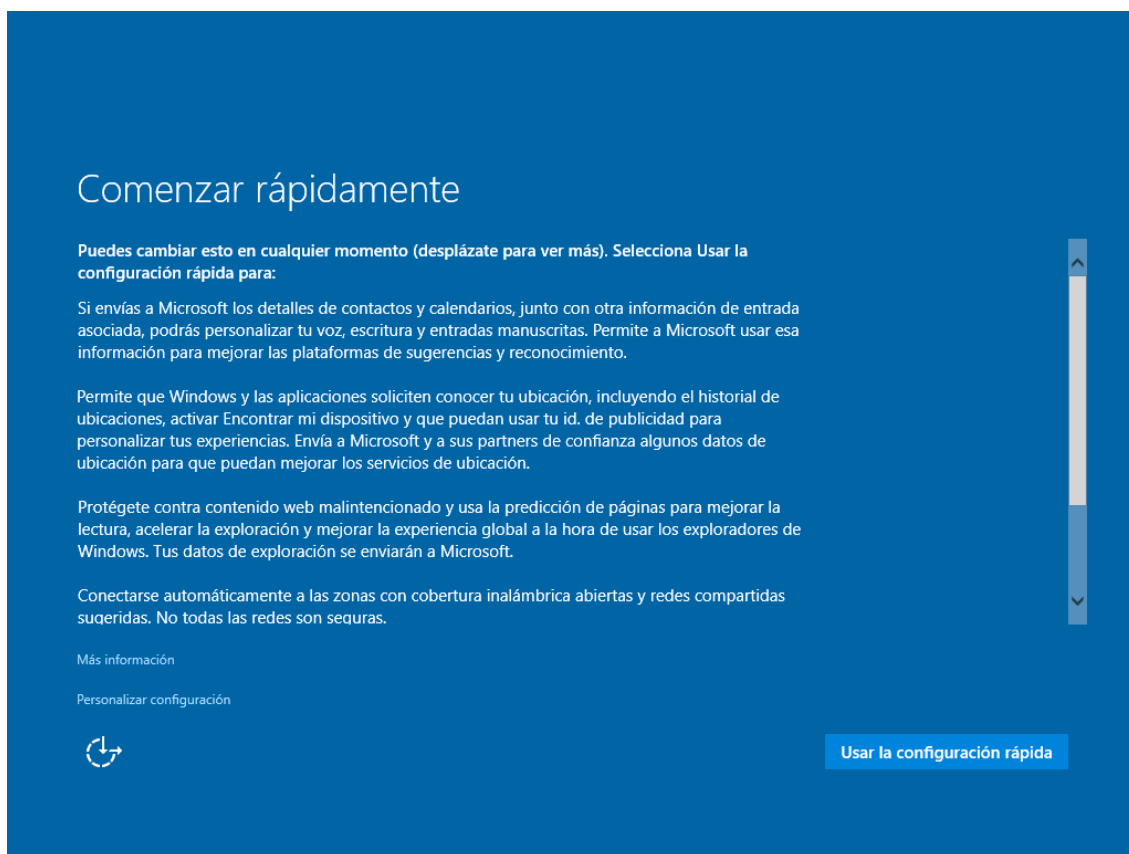 Comenzar rápidamente
Puedes cambiar esto en cualquier momento (desplázate para ver más). Selecciona Usar la
configuración rápida para:
Si envías a Microsoft los detalles de contactos y calendarios, junto con otra información de entrada
asociada, podrás personalizar tu voz, escritura y entradas manuscritas. Permite a Microsoft usar esa
información para mejorar las plataformas de sugerencias y reconocimiento.
Permite que Windows y las aplicaciones soliciten conocer tu ubicación, incluyendo el historial de
ubicaciones, activar Encontrar mi dispositivo y que puedan usar tu id. de publicidad para
personalizar tus experiencias. Envía a Microsoft y a sus partners de confianza algunos datos de
ubicación para que puedan mejorar los servicios de ubicación.
Protégete contra contenido web malintencionado y usa la predicción de páginas para mejorar la
lectura, acelerar la exploración y mejorar la experiencia global a la hora de usar los exploradores de
Windows. Tus datos de exploración se enviarán a Microsoft.
Conectarse automáticamente a las zonas con cobertura inalámbrica abiertas y redes compartidas
sugeridas. No todas las redes son seguras.
Más información
Personalizar configuración
Usar la configuración rápida